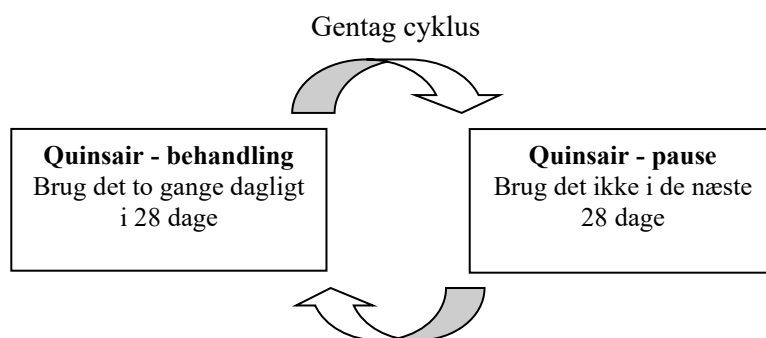 Gentag cyklus
Quinsair - behandling
Brug det to gange dagligt
i 28 dage
Quinsair - pause
Brug det ikke i de næste
28 dage